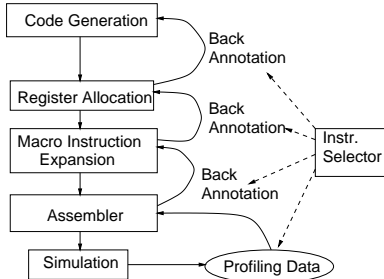 Code Generation
Back
Annotation
Register Allocation
Back
Annotation
Instr.
Selector
Macro Instruction
Expansion
Back
Annotation
Assembler
Simulation
Profiling Data